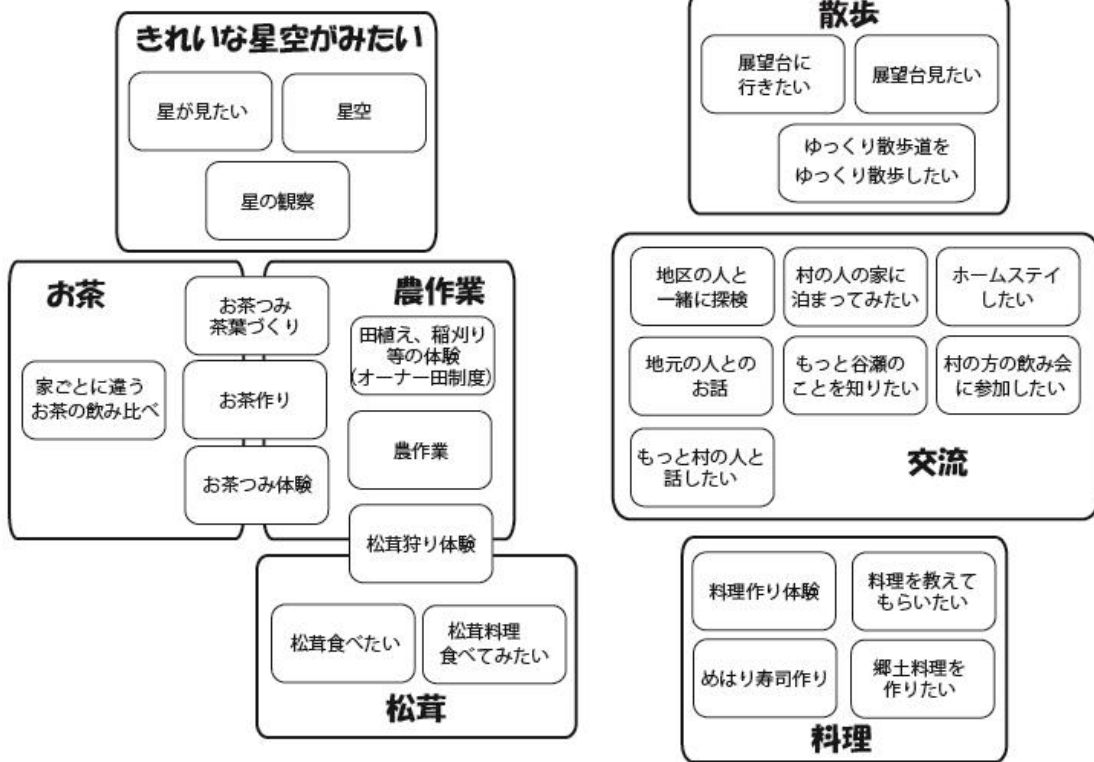 きれいな星空がみたい
星が見たい
星空
星の観察
散歩
展望台に
行きたい
展望台見たい
ゆっくり散歩道を
ゆっくり散歩したい
お茶
お茶つみ
茶葉づくり
家ごとに違う
お茶の飲み比べ
お茶作り
お茶つみ体験
農作業
田植え、稲刈り
等の体験
(オーナー田制度)
農作業
松茸狩り体験
松茸食べたい
松茸料理
食べてみたい
松茸
地区の人と
一緒に探検
村の人の家に
泊まってみたい
ホームステイ
したい
地元の人との
お話
もっと谷瀬の
ことを知りたい
村の方の飲み会
に参加したい
もっと村の人と
話したい
交流
料理作り体験
料理を教えて
もらいたい
めはり寿司作り
郷土料理を
作りたい
料理